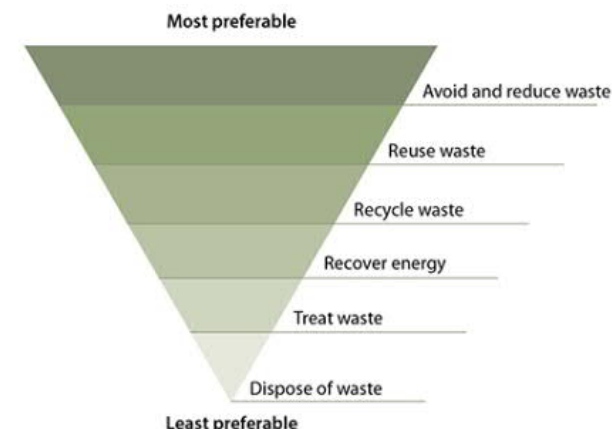 Most preferable
Avoid and reduce waste
Reuse waste
Recycle waste
Recover energy
Treat waste
Dispose of waste
Least preferable